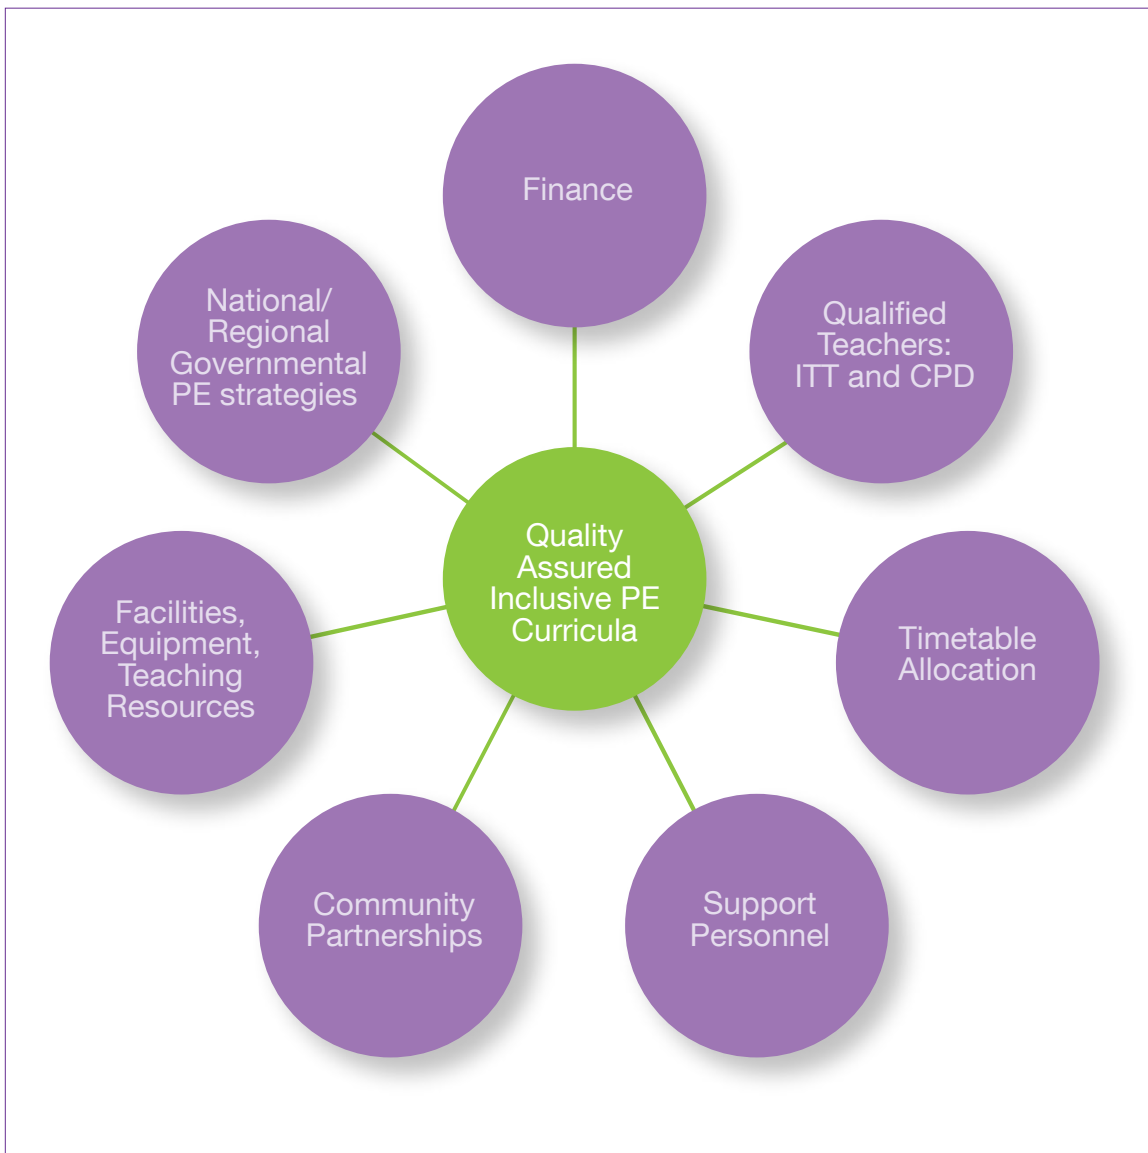 Finance
Qualified
Teachers:
ITT and CPD
Timetable
Allocation
Support
Personnel
Community
Partnerships
Facilities,
Equipment,
Teaching
Resources
National/
Regional
Governmental
PE strategies
Quality
Assured
Inclusive PE
Curricula